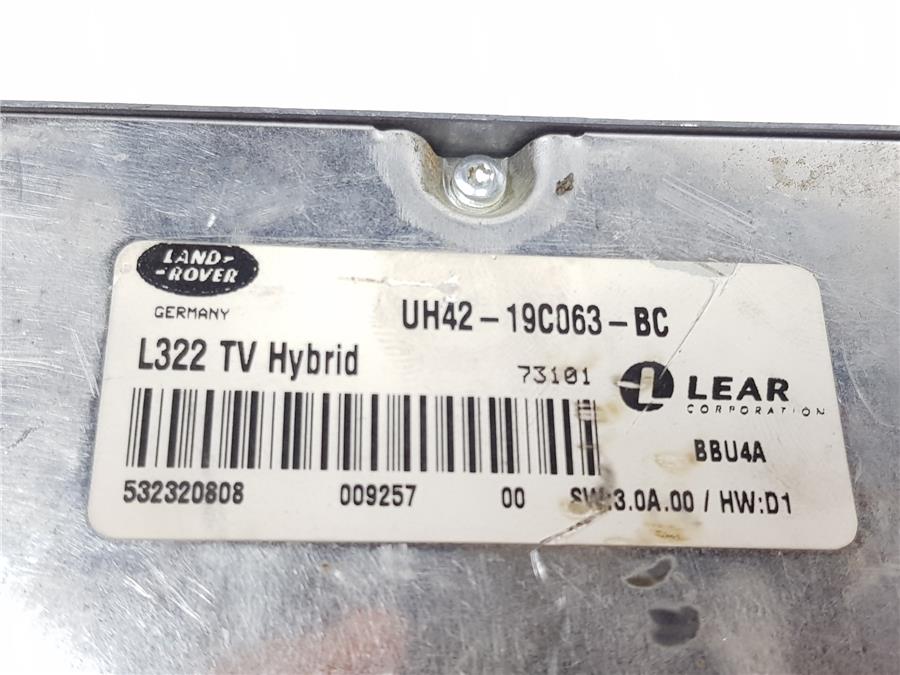 LAND-
-ROVER
GERMANY
UH42-19C063-BC
L322 TV Hybrid
73101
L LEAR
CORPORATION
BBU4A
532320808 009257 00 SW:3.0A.00 / HW:D1